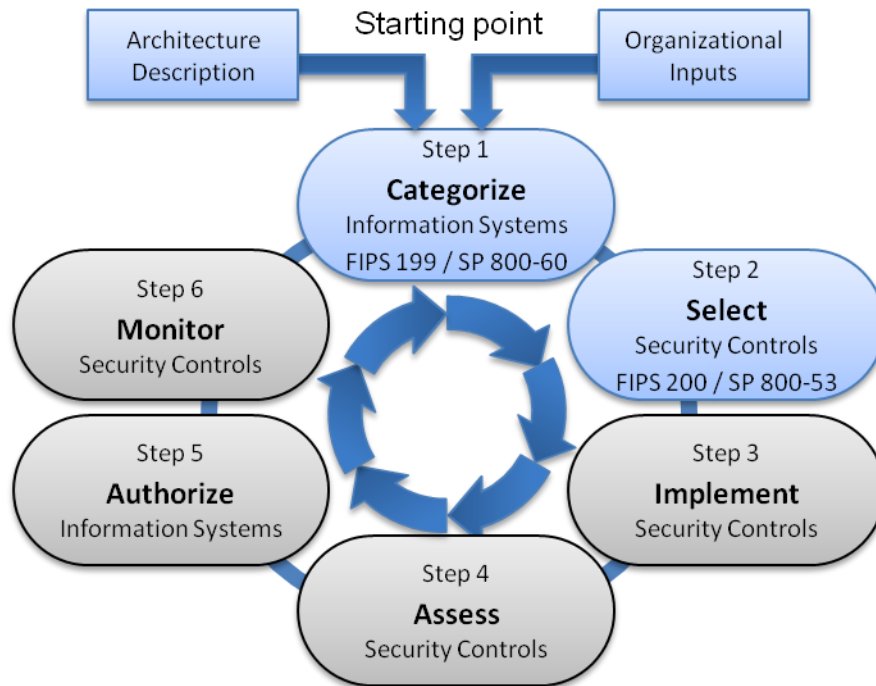 Starting point
Architecture
Description
Organizational
Inputs
Step 1
Categorize
Information Systems
FIPS 199 / SP 800-60
Step 2
Select
Security Controls
FIPS 200 / SP 800-53
Step 3
Implement
Security Controls
Step 4
Assess
Security Controls
Step 5
Authorize
Information Systems
Step 6
Monitor
Security Controls